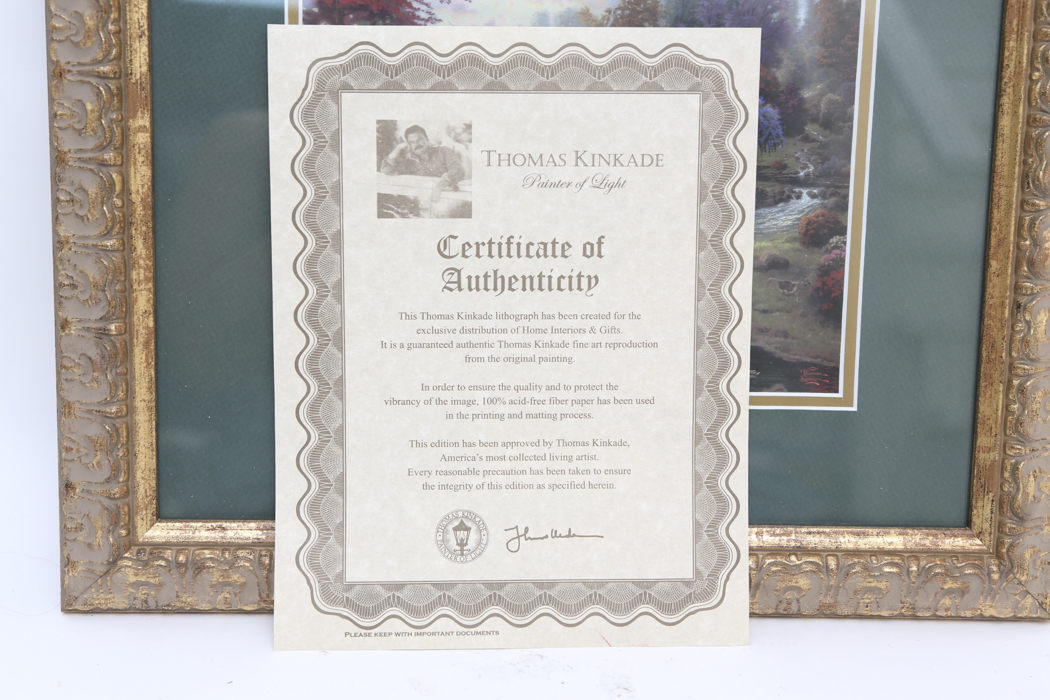 THOMAS KINKADE
Painter of Light
Certificate of
Authenticity
This Thomas Kinkade lithograph has been created for the
exclusive distribution of Home Interiors & Gifts.
It is a guaranteed authentic Thomas Kinkade fine art reproduction
from the original painting.
In order to ensure the quality and to protect the
vibrancy of the image, 100% acid-free fiber paper has been used
in the printing and matting process.
This edition has been approved by Thomas Kinkade,
America's most collected living artist.
Every reasonable precaution has been taken to ensure
the integrity of this edition as specified herein.
THOMAS KINKADE
PAINTER OF LIGHT
PLEASE KEEP WITH IMPORTANT DOCUMENTS